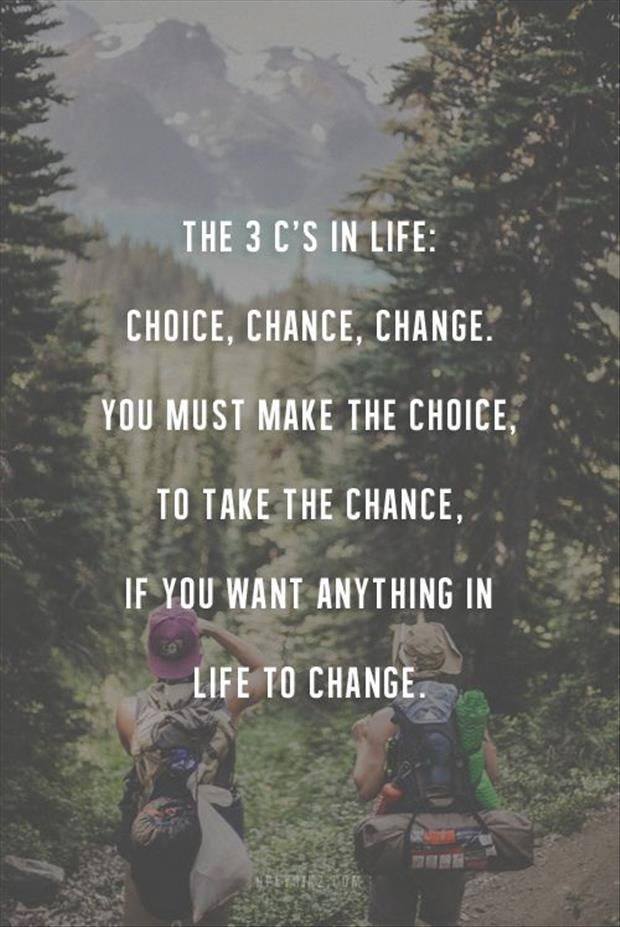 THE 3 C'S IN LIFE:
CHOICE, CHANCE, CHANGE.
YOU MUST MAKE THE CHOICE,
TO TAKE THE CHANCE,
IF YOU WANT ANYTHING IN
LIFE TO CHANGE.